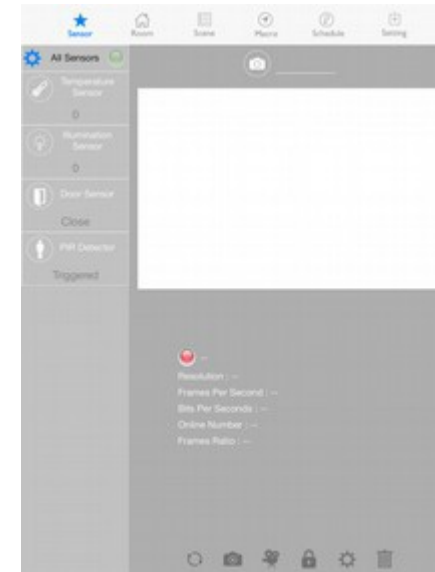 Sensor Room Scene Macro Schedule Setting
All Sensors
Temperature
Sensor
0
Illumination
Sensor
0
Door Sensor
Close
PIR Detector
Triggered
--
Resolution : --
Frames Per Second : --
Bits Per Seconds : --
Online Number : --
Frames Ratio : --